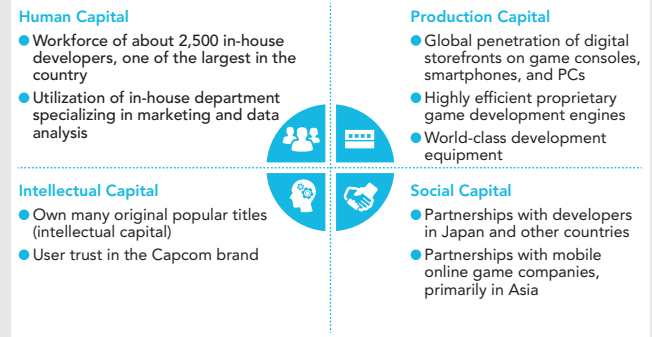 Human Capital
Workforce of about 2,500 in-house
developers, one of the largest in the
country
Utilization of in-house department
specializing in marketing and data
analysis
Production Capital
Global penetration of digital
storefronts on game consoles,
smartphones, and PCs
Highly efficient proprietary
game development engines
World-class development
equipment
Intellectual Capital
Own many original popular titles
(intellectual capital)
User trust in the Capcom brand
Social Capital
Partnerships with developers
in Japan and other countries
Partnerships with mobile
online game companies,
primarily in Asia